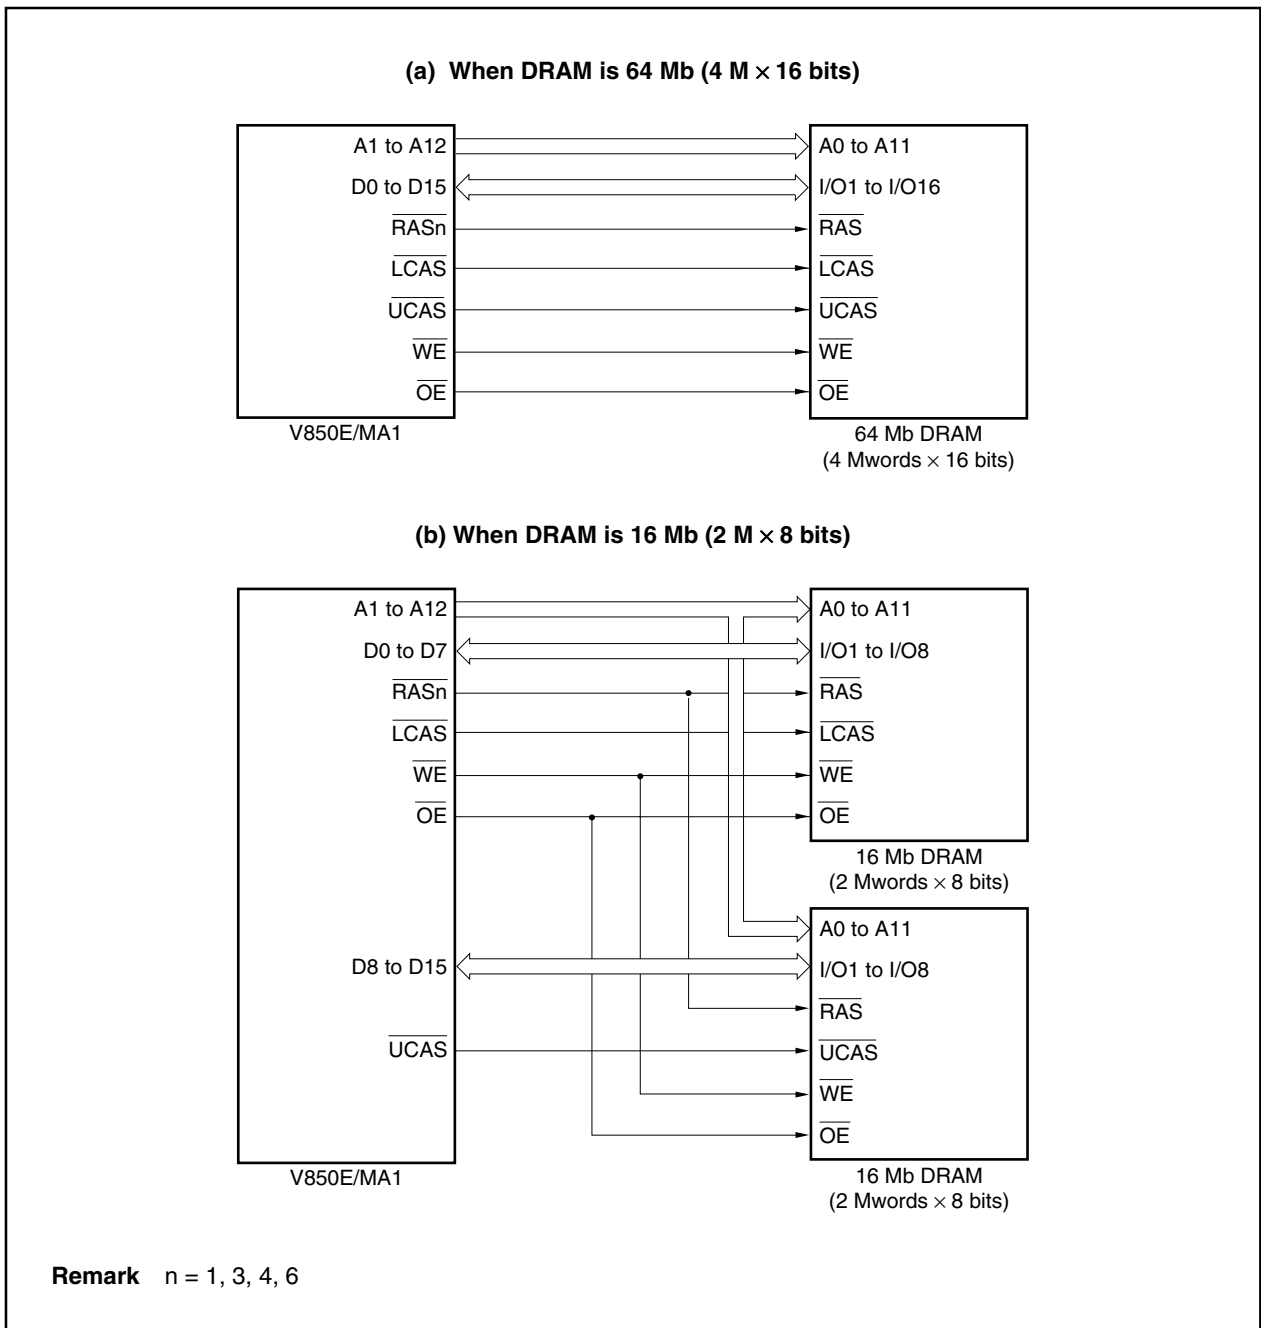 (a) When DRAM is 64 Mb (4 M × 16 bits)
A1 to A12 A0 to A11
D0 to D15 I/O1 to I/O16
RASn RAS
LCAS LCAS
UCAS UCAS
WE WE
OE OE
V850E/MA1 64 Mb DRAM
(4 Mwords × 16 bits)
(b) When DRAM is 16 Mb (2 M × 8 bits)
A1 to A12 A0 to A11
D0 to D7 I/O1 to I/O8
RASn RAS
LCAS LCAS
WE WE
OE OE
16 Mb DRAM
(2 Mwords × 8 bits)
A0 to A11
D8 to D15 I/O1 to I/O8
RAS
UCAS UCAS
WE
OE
V850E/MA1 16 Mb DRAM
(2 Mwords × 8 bits)
Remark n = 1, 3, 4, 6